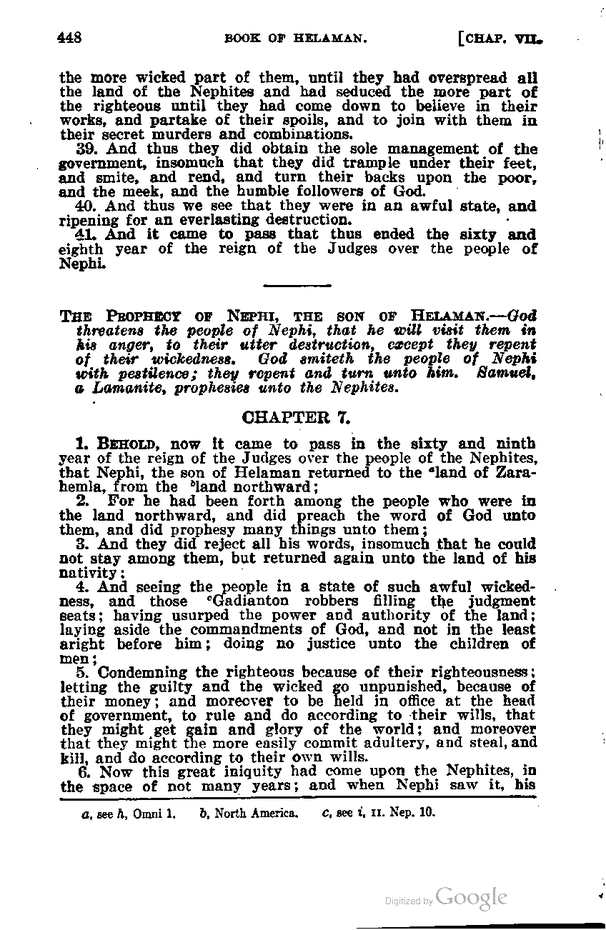 448 BOOK OF HELAMAN. [CHAP. VII.
the more wicked part of them, until they had overspread all
the land of the Nephites and had seduced the more part of
the righteous until they had come down to believe in their
works, and partake of their spoils, and to join with them in
their secret murders and combinations.
39. And thus they did obtain the sole management of the
government, insomuch that they did trample under their feet,
and smite, and rend, and turn their backs upon the poor,
and the meek, and the humble followers of God.
40. And thus we see that they were in an awful state, and
ripening for an everlasting destruction.
41. And it came to pass that thus ended the sixty and
eighth year of the reign of the Judges over the people of
Nephi.
THE PROPHECY OF NEPHI, THE SON OF HELAMAN.—God
threatens the people of Nephi, that he will visit them in
his anger, to their utter destruction, except they repent
of their wickedness. God smiteth the people of Nephi
with pestilence; they repent and turn unto him. Samuel,
a Lamanite, prophesies unto the Nephites.
CHAPTER 7.
1. BEHOLD, now it came to pass in the sixty and ninth
year of the reign of the Judges over the people of the Nephites,
that Nephi, the son of Helaman returned to the ᵃland of Zara-
hemla, from the ᵇland northward;
2. For he had been forth among the people who were in
the land northward, and did preach the word of God unto
them, and did prophesy many things unto them;
3. And they did reject all his words, insomuch that he could
not stay among them, but returned again unto the land of his
nativity;
4. And seeing the people in a state of such awful wicked-
ness, and those ᶜGadianton robbers filling the judgment
seats; having usurped the power and authority of the land;
laying aside the commandments of God, and not in the least
aright before him; doing no justice unto the children of
men;
5. Condemning the righteous because of their righteousness;
letting the guilty and the wicked go unpunished, because of
their money; and moreover to be held in office at the head
of government, to rule and do according to their wills, that
they might get gain and glory of the world; and moreover
that they might the more easily commit adultery, and steal, and
kill, and do according to their own wills.
6. Now this great iniquity had come upon the Nephites, in
the space of not many years; and when Nephi saw it, his
a, see h, Omni 1. b, North America. c, see i, II. Nep. 10.
Digitized by Google